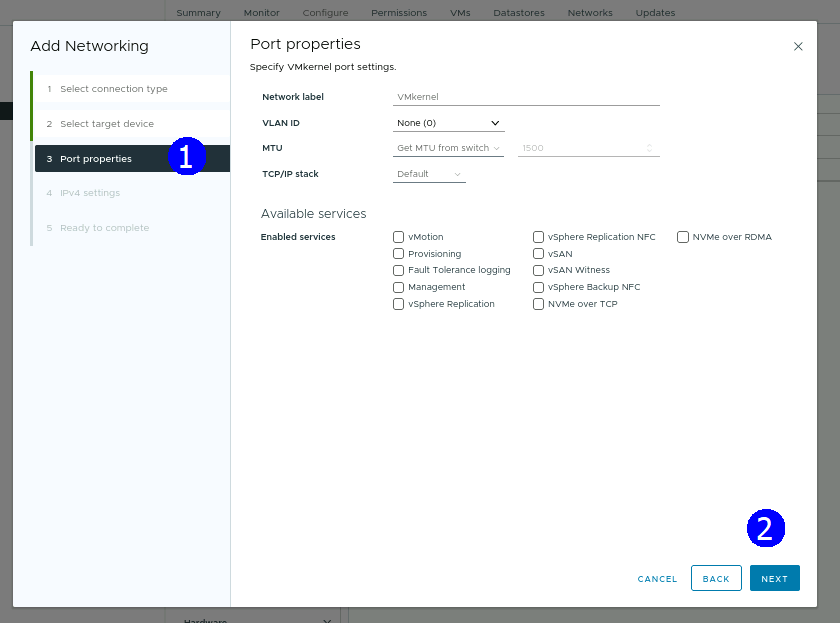 Summary Monitor Configure Permissions VMs Datastores Networks Updates
Add Networking
1 Select connection type
2 Select target device
3 Port properties
1
4 IPv4 settings
5 Ready to complete
Port properties
Specify VMkernel port settings.
Network label VMkernel
VLAN ID None (0)
MTU Get MTU from switch 1500
TCP/IP stack Default
Available services
Enabled services vMotion vSphere Replication NFC NVMe over RDMA
Provisioning vSAN
Fault Tolerance logging vSAN Witness
Management vSphere Backup NFC
vSphere Replication NVMe over TCP
2
CANCEL BACK NEXT
Hardware